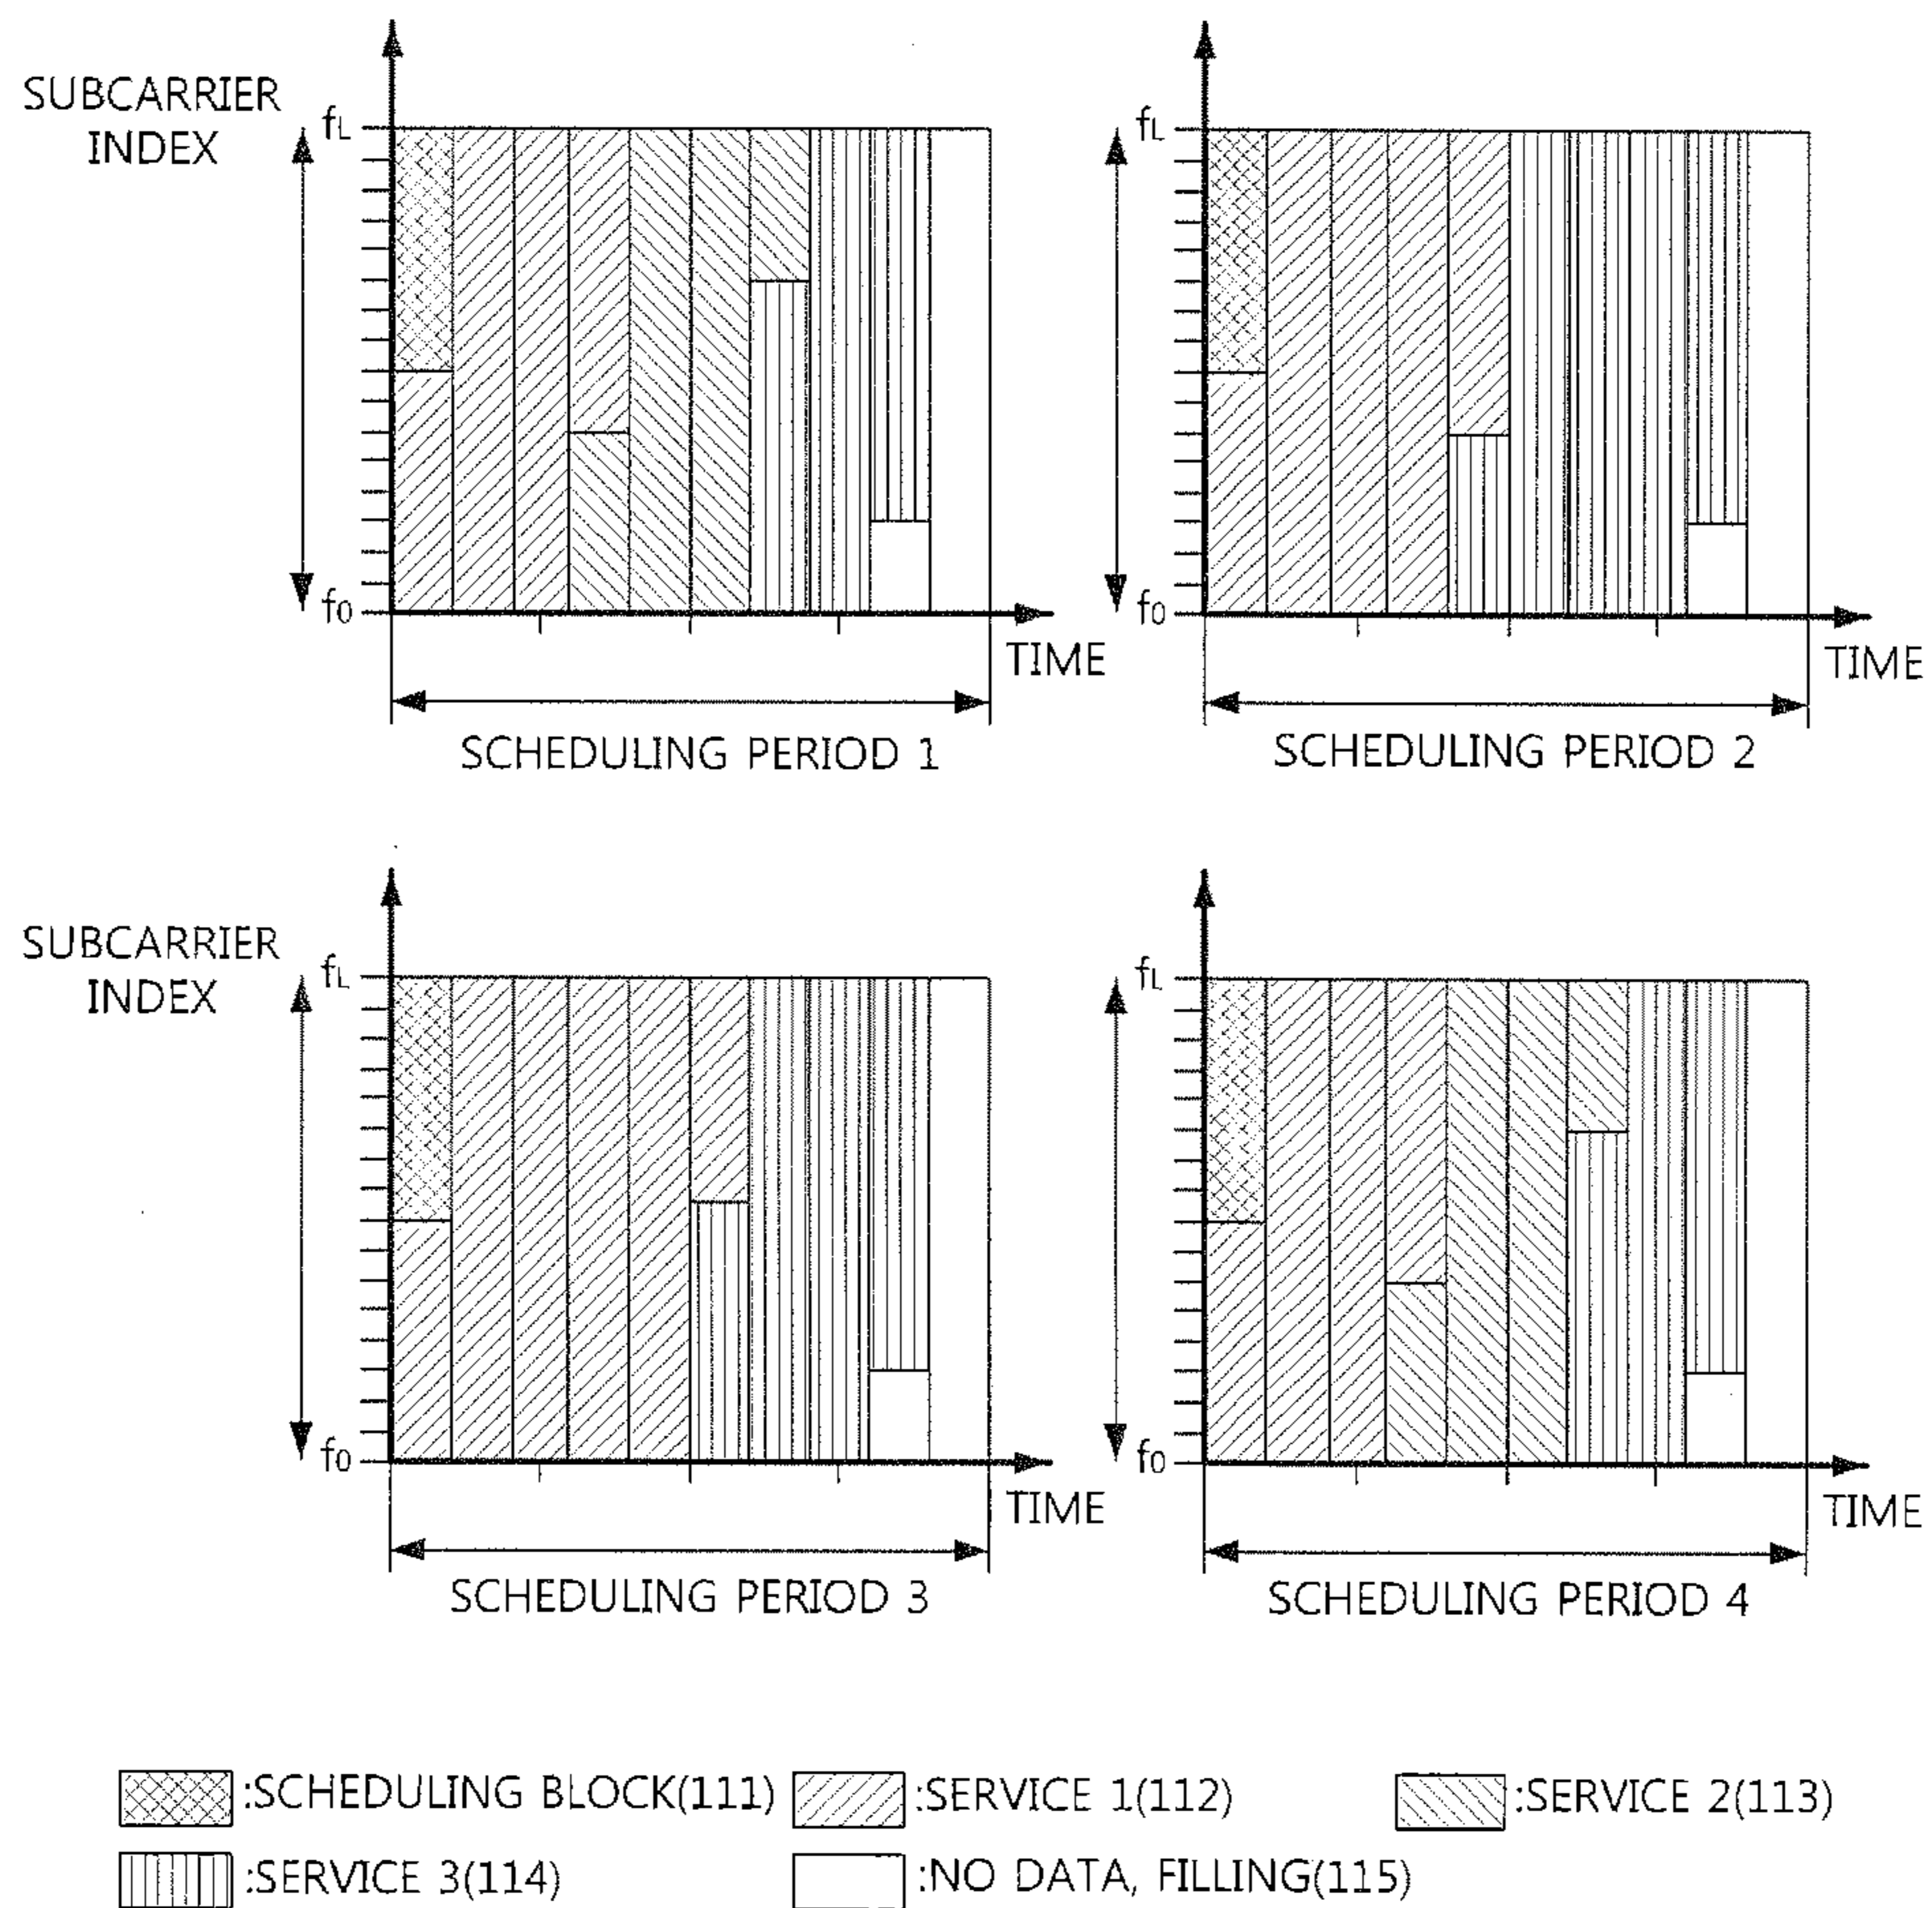 SUBCARRIER
INDEX
fL
f0
TIME
SCHEDULING PERIOD 1
fL
f0
TIME
SCHEDULING PERIOD 2
SUBCARRIER
INDEX
fL
f0
TIME
SCHEDULING PERIOD 3
fL
f0
TIME
SCHEDULING PERIOD 4
:SCHEDULING BLOCK(111)
:SERVICE 1(112)
:SERVICE 2(113)
:SERVICE 3(114)
:NO DATA, FILLING(115)